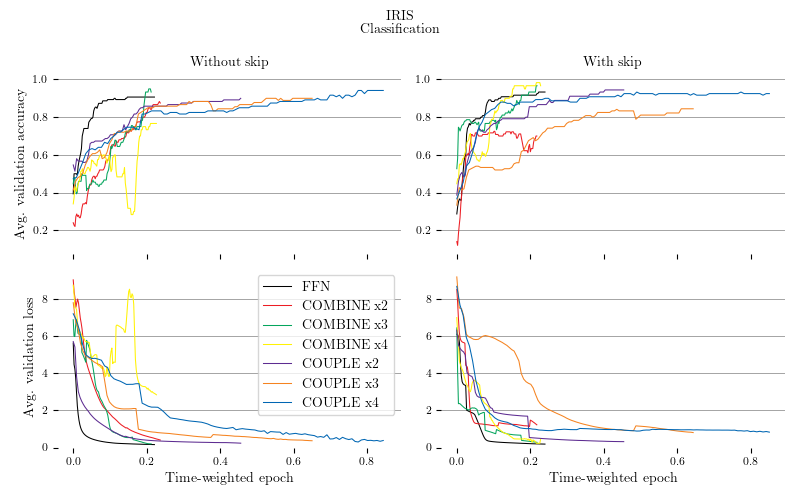 IRIS
Classification
Without skip
With skip
Avg. validation accuracy
1.0
0.8
0.6
0.4
0.2
1.0
0.8
0.6
0.4
0.2
Avg. validation loss
8
6
4
2
0
FFN
COMBINE x2
COMBINE x3
COMBINE x4
COUPLE x2
COUPLE x3
COUPLE x4
8
6
4
2
0
0.0 0.2 0.4 0.6 0.8
0.0 0.2 0.4 0.6 0.8
Time-weighted epoch
Time-weighted epoch